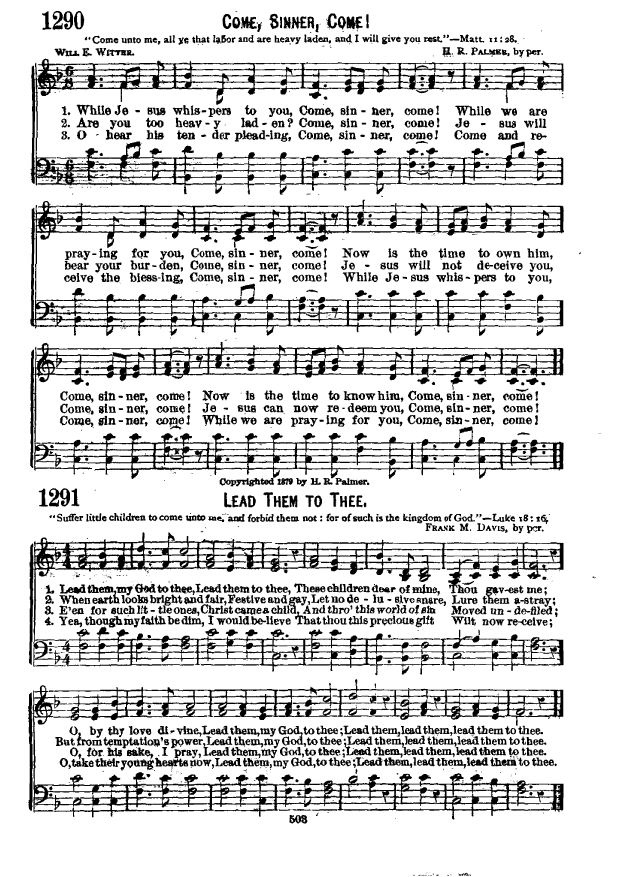 1290 COME, SINNER, COME!
"Come unto me, all ye that labor and are heavy laden, and I will give you rest."—Matt. 11:28.
WILL E. WITTER. H. R. PALMER, by per.
1. While Je - sus whis - pers to you, Come, sin - ner, come! While we are
2. Are you too heav - y lad - en? Come, sin - ner, come! Je - sus will
3. O - hear his ten - der plead-ing, Come, sin - ner, come! Come and re-
pray-ing for you, Come, sin - ner, come! Now is the time to own him,
bear your bur-den, Come, sin - ner, come! Je - sus will not de-ceive you,
ceive the bless-ing, Come, sin - ner, come! While Je-sus whis-pers to you,
Come, sin - ner, come! Now is the time to know him, Come, sin - ner, come!
Come, sin - ner, come! Je - sus can now re-deem you, Come, sin - ner, come!
Come, sin - ner, come! While we are pray-ing for you, Come, sin - ner, come!
Copyrighted 1879 by H. R. Palmer.
1291 LEAD THEM TO THEE.
"Suffer little children to come unto me, and forbid them not: for of such is the kingdom of God."—Luke 18:16.
FRANK M. DAVIS, by per.
1. Lead them, my God to thee, Lead them to thee, These children dear of mine, Thou gav-est me;
2. When earth looks bright and fair, Festive and gay, Let no de - lu - sive snare, Lure them a-stray;
3. E'en for such lit - tle ones, Christ came a child, And thro' this world of sin Moved un - de-filed;
4. Yea, though my faith be dim, I would be-lieve That thou this precious gift Wilt now re-ceive;
O, by thy love di - vine, Lead them, my God, to thee; Lead them, lead them, lead them to thee.
But from temptation's power, Lead them, my God, to thee; Lead them, lead them, lead them to thee.
O, for his sake, I pray, Lead them, my God, to thee; Lead them, lead them, lead them to thee.
O, take their young hearts now, Lead them, my God, to thee; Lead them, lead them, lead them to thee.
503